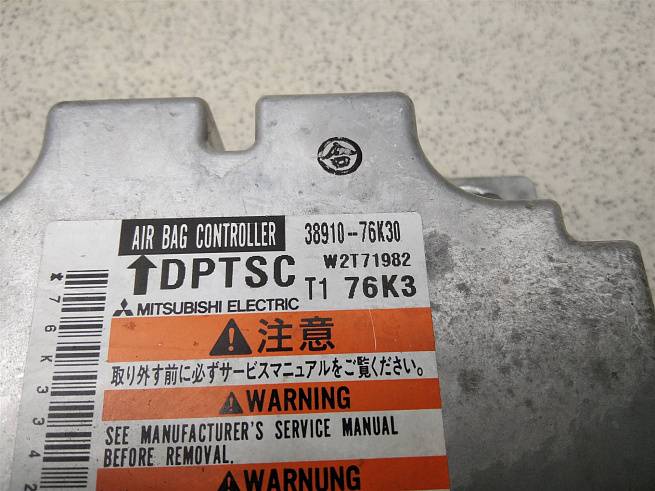 合
AIR BAG CONTROLLER 38910-76K30
↑DPTSC W2T71982
MITSUBISHI ELECTRIC T1 76K3
注意
取り外す前に必ずサービスマニュアルをご覧ください。
WARNING
SEE MANUFACTURER'S SERVICE MANUAL
BEFORE REMOVAL.
WARNUNG
*76K3342